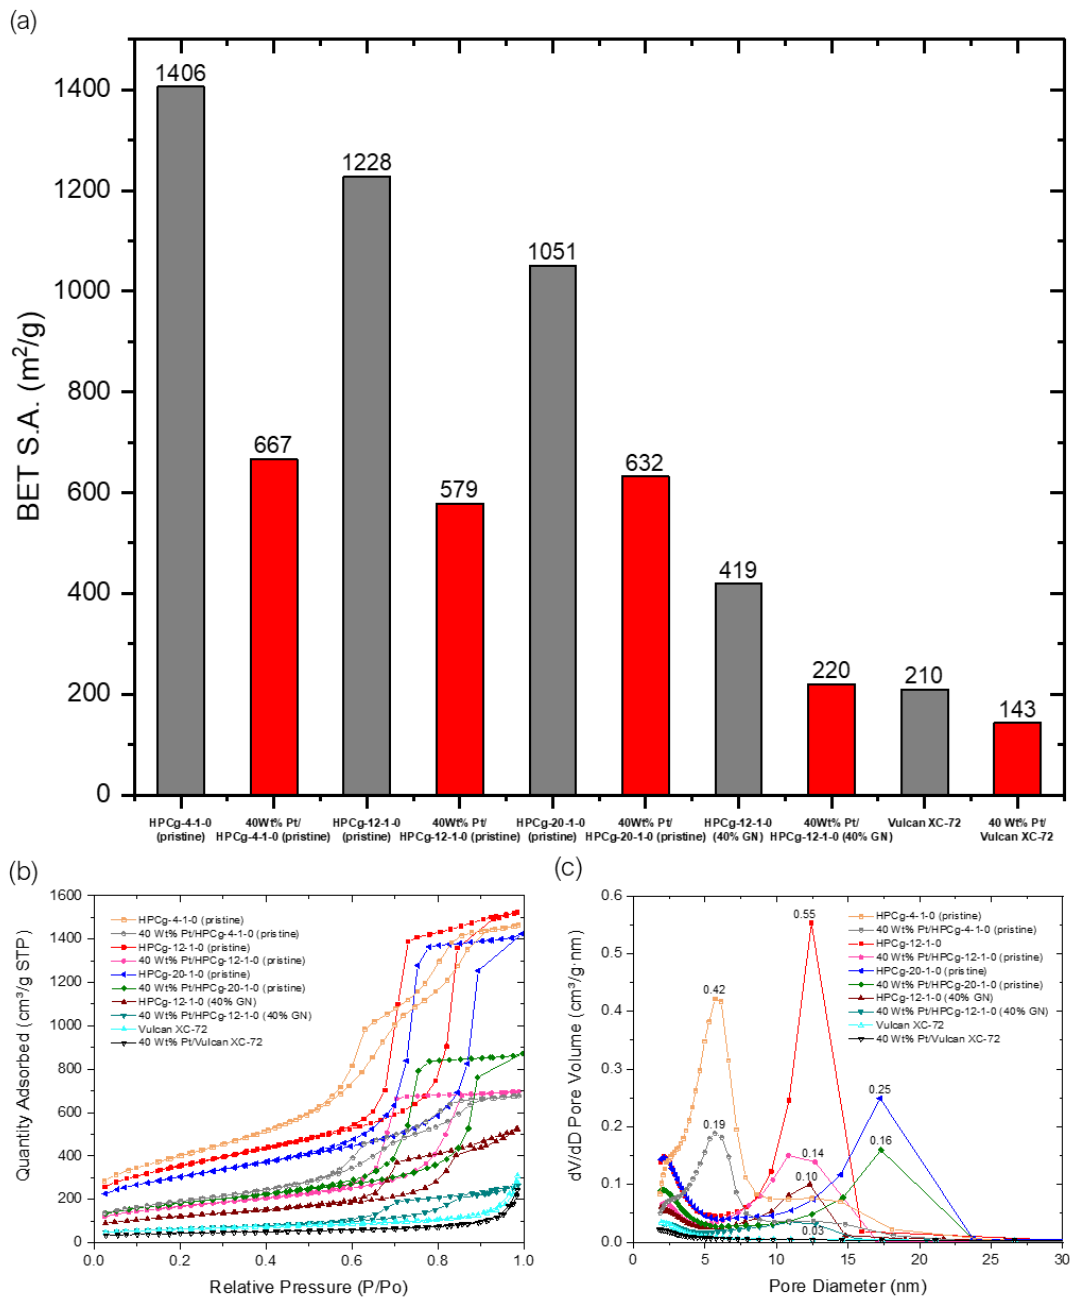 (a)
1400
1200
1000
800
600
400
200
0
BET S.A. (m²/g)
1406
667
1228
579
1051
632
419
220
210
143
HPCg-4-1-0
(pristine)
40Wt% Pt/
HPCg-4-1-0 (pristine)
HPCg-12-1-0
(pristine)
40Wt% Pt/
HPCg-12-1-0 (pristine)
HPCg-20-1-0
(pristine)
40Wt% Pt/
HPCg-20-1-0 (pristine)
HPCg-12-1-0
(40% GN)
40Wt% Pt/
HPCg-12-1-0 (40% GN)
Vulcan XC-72
40 Wt% Pt/
Vulcan XC-72
(b)
1600
1400
1200
1000
800
600
400
200
0
Quantity Adsorbed (cm³/g STP)
HPCg-4-1-0 (pristine)
40 Wt% Pt/HPCg-4-1-0 (pristine)
HPCg-12-1-0 (pristine)
40 Wt% Pt/HPCg-12-1-0 (pristine)
HPCg-20-1-0 (pristine)
40 Wt% Pt/HPCg-20-1-0 (pristine)
HPCg-12-1-0 (40% GN)
40 Wt% Pt/HPCg-12-1-0 (40% GN)
Vulcan XC-72
40 Wt% Pt/Vulcan XC-72
0.0 0.2 0.4 0.6 0.8 1.0
Relative Pressure (P/Po)
(c)
0.6
0.5
0.4
0.3
0.2
0.1
0.0
dV/dD Pore Volume (cm³/g·nm)
HPCg-4-1-0 (pristine)
40 Wt% Pt/HPCg-4-1-0 (pristine)
HPCg-12-1-0
40 Wt% Pt/HPCg-12-1-0 (pristine)
HPCg-20-1-0 (pristine)
40 Wt% Pt/HPCg-20-1-0 (pristine)
HPCg-12-1-0 (40% GN)
40 Wt% Pt/HPCg-12-1-0 (40% GN)
Vulcan XC-72
40 Wt% Pt/Vulcan XC-72
0.55
0.42
0.25
0.19
0.16
0.14
0.10
0.03
0 5 10 15 20 25 30
Pore Diameter (nm)